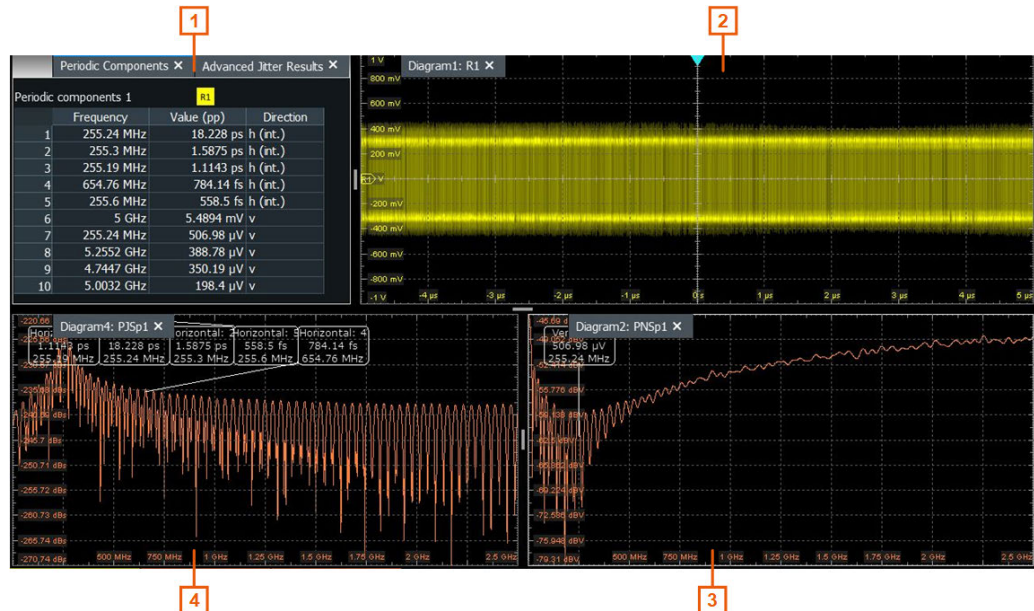 1
2
Periodic Components ✕ Advanced Jitter Results ✕
Periodic components 1 R1
Frequency Value (pp) Direction
1 255.24 MHz 18.228 ps h (int.)
2 255.3 MHz 1.5875 ps h (int.)
3 255.19 MHz 1.1143 ps h (int.)
4 654.76 MHz 784.14 fs h (int.)
5 255.6 MHz 558.5 fs h (int.)
6 5 GHz 5.4894 mV v
7 255.24 MHz 506.98 µV v
8 5.2552 GHz 388.78 µV v
9 4.7447 GHz 350.19 µV v
10 5.0032 GHz 198.4 µV v
1 V
Diagram1: R1 ✕
800 mV
600 mV
400 mV
200 mV
R1 V
-200 mV
-400 mV
-600 mV
-800 mV
-1 V
-4 µs -3 µs -2 µs -1 µs 0 s 1 µs 2 µs 3 µs 4 µs 5 µs
-220.66
Diagram4: PJSp1 ✕
Horizontal: 4
18.228 ps 1.5875 ps 558.5 fs 784.14 fs
255.24 MHz 255.3 MHz 255.6 MHz 654.76 MHz
-245.7 dBs
-250.71 dBs
-255.72 dBs
-260.73 dBs
-265.74 dBs
-270.74 dBs
500 MHz 750 MHz 1 GHz 1.25 GHz 1.5 GHz 1.75 GHz 2 GHz 2.5 GHz
Diagram2: PNSp1 ✕
506.98 µV
255.24 MHz
-55.776 dBV
-69.224 dBV
-72.586 dBV
-75.948 dBV
-79.31 dBV
500 MHz 750 MHz 1 GHz 1.25 GHz 1.5 GHz 1.75 GHz 2 GHz 2.5 GHz
4
3